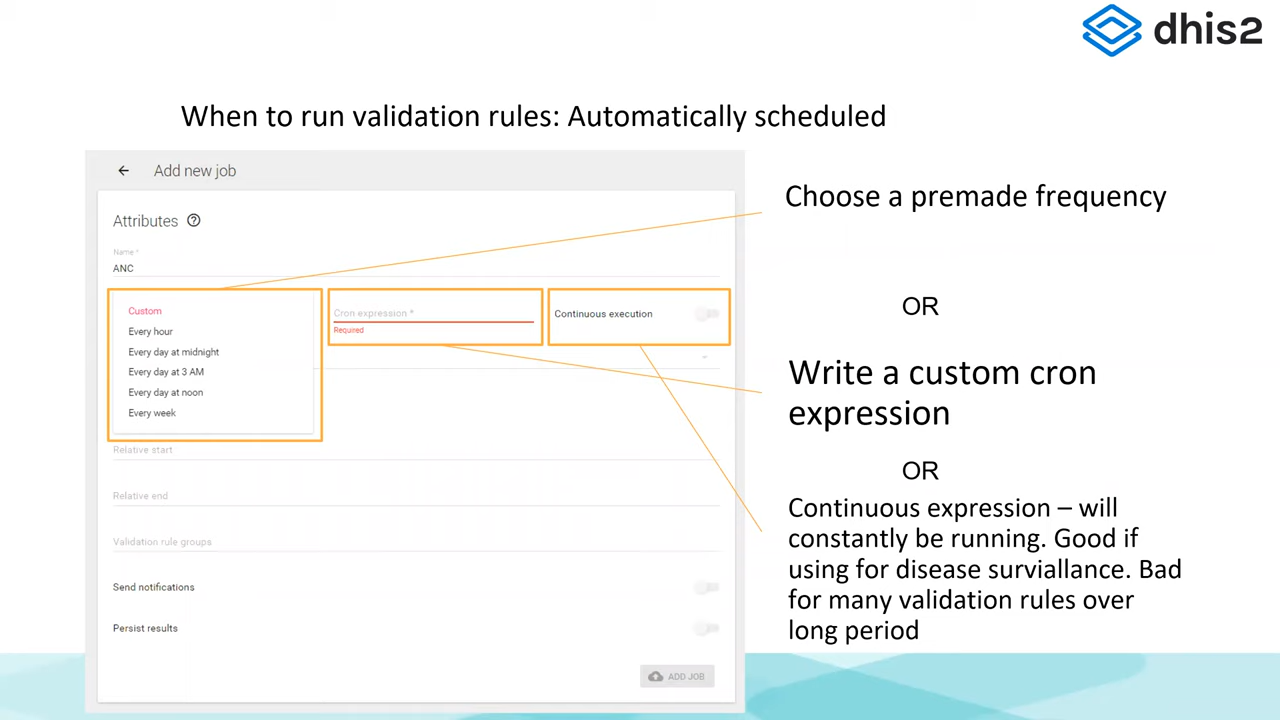 dhis2
When to run validation rules: Automatically scheduled
Add new job
Attributes
Name *
ANC
Custom
Every hour
Every day at midnight
Every day at 3 AM
Every day at noon
Every week
Cron expression *
Required
Continuous execution
Relative start
Relative end
Validation rule groups
Send notifications
Persist results
ADD JOB
Choose a premade frequency
OR
Write a custom cron
expression
OR
Continuous expression – will
constantly be running. Good if
using for disease surviallance. Bad
for many validation rules over
long period